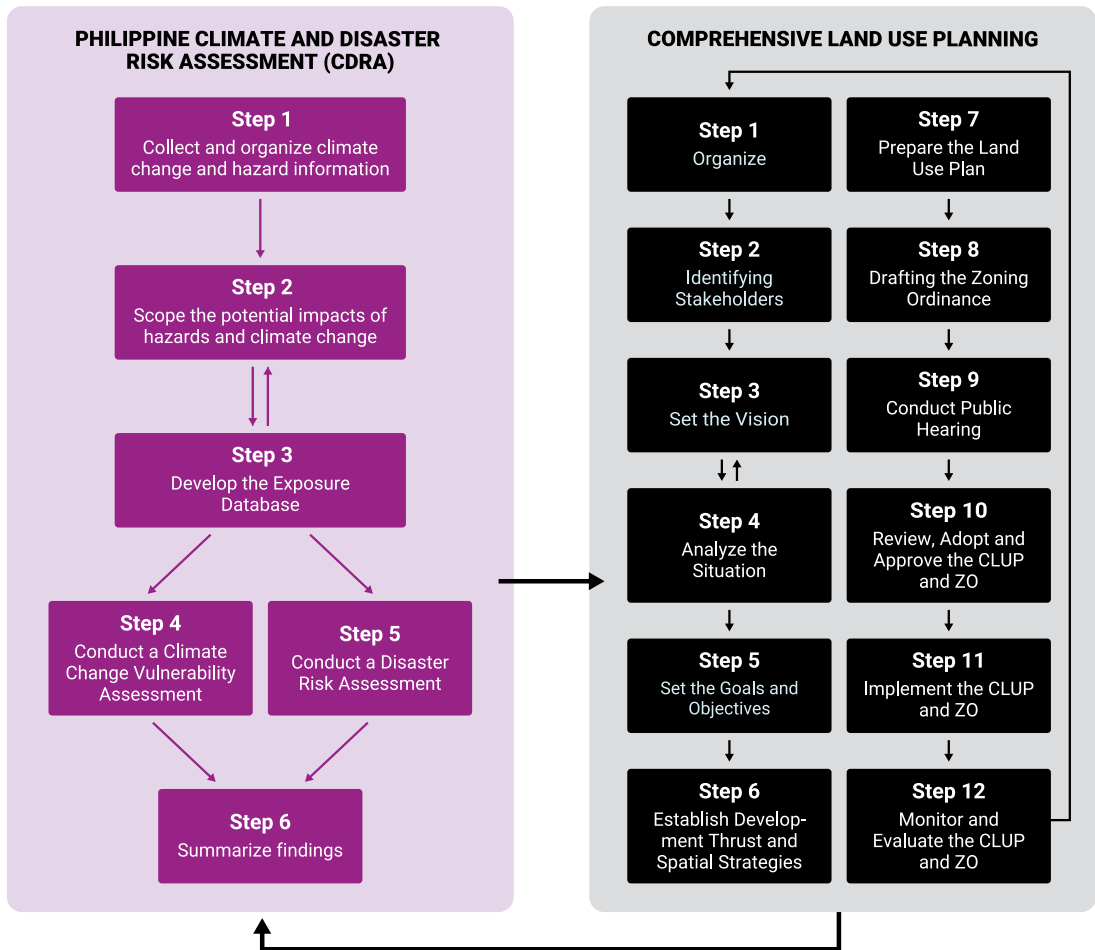 PHILIPPINE CLIMATE AND DISASTER
RISK ASSESSMENT (CDRA)
Step 1
Collect and organize climate
change and hazard information
Step 2
Scope the potential impacts of
hazards and climate change
Step 3
Develop the Exposure
Database
Step 4
Conduct a Climate
Change Vulnerability
Assessment
Step 5
Conduct a Disaster
Risk Assessment
Step 6
Summarize findings
COMPREHENSIVE LAND USE PLANNING
Step 1
Organize
Step 2
Identifying
Stakeholders
Step 3
Set the Vision
Step 4
Analyze the
Situation
Step 5
Set the Goals and
Objectives
Step 6
Establish Develop-
ment Thrust and
Spatial Strategies
Step 7
Prepare the Land
Use Plan
Step 8
Drafting the Zoning
Ordinance
Step 9
Conduct Public
Hearing
Step 10
Review, Adopt and
Approve the CLUP
and ZO
Step 11
Implement the CLUP
and ZO
Step 12
Monitor and
Evaluate the CLUP
and ZO